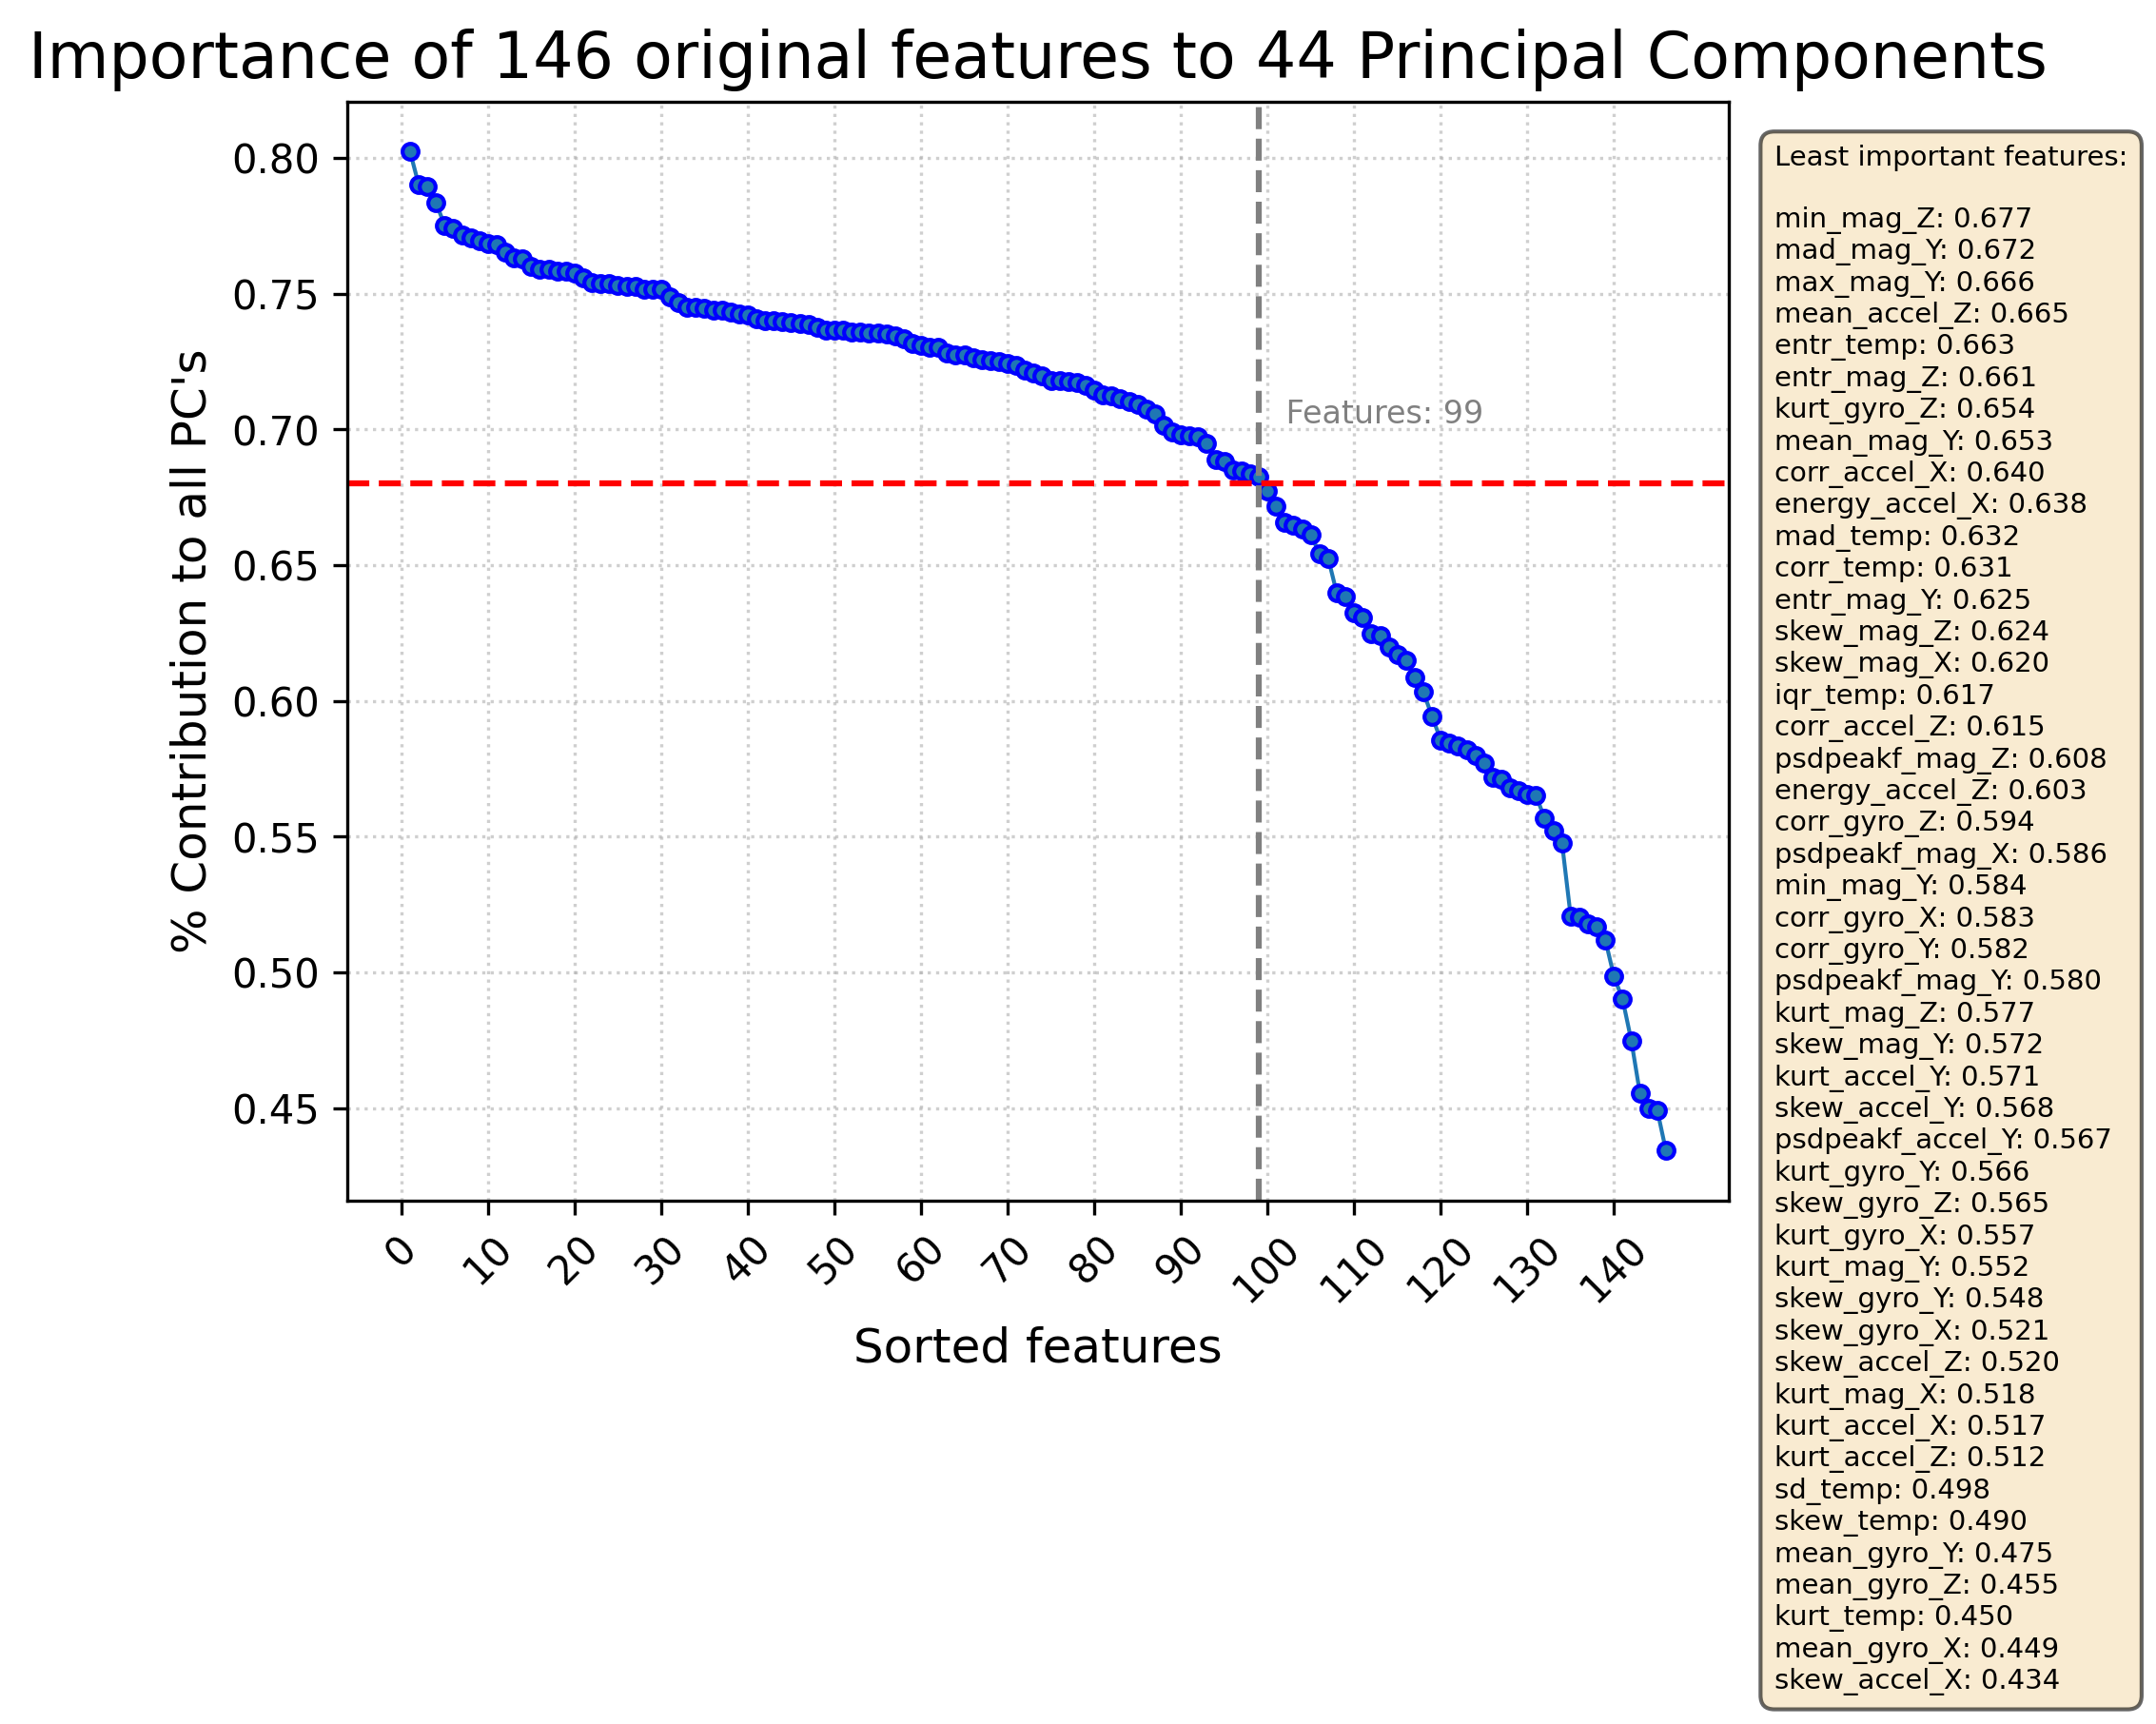 Importance of 146 original features to 44 Principal Components
% Contribution to all PC's
0.80
0.75
0.70
0.65
0.60
0.55
0.50
0.45
Features: 99
0
10
20
30
40
50
60
70
80
90
100
110
120
130
140
Sorted features
Least important features:
min_mag_Z: 0.677
mad_mag_Y: 0.672
max_mag_Y: 0.666
mean_accel_Z: 0.665
entr_temp: 0.663
entr_mag_Z: 0.661
kurt_gyro_Z: 0.654
mean_mag_Y: 0.653
corr_accel_X: 0.640
energy_accel_X: 0.638
mad_temp: 0.632
corr_temp: 0.631
entr_mag_Y: 0.625
skew_mag_Z: 0.624
skew_mag_X: 0.620
iqr_temp: 0.617
corr_accel_Z: 0.615
psdpeakf_mag_Z: 0.608
energy_accel_Z: 0.603
corr_gyro_Z: 0.594
psdpeakf_mag_X: 0.586
min_mag_Y: 0.584
corr_gyro_X: 0.583
corr_gyro_Y: 0.582
psdpeakf_mag_Y: 0.580
kurt_mag_Z: 0.577
skew_mag_Y: 0.572
kurt_accel_Y: 0.571
skew_accel_Y: 0.568
psdpeakf_accel_Y: 0.567
kurt_gyro_Y: 0.566
skew_gyro_Z: 0.565
kurt_gyro_X: 0.557
kurt_mag_Y: 0.552
skew_gyro_Y: 0.548
skew_gyro_X: 0.521
skew_accel_Z: 0.520
kurt_mag_X: 0.518
kurt_accel_X: 0.517
kurt_accel_Z: 0.512
sd_temp: 0.498
skew_temp: 0.490
mean_gyro_Y: 0.475
mean_gyro_Z: 0.455
kurt_temp: 0.450
mean_gyro_X: 0.449
skew_accel_X: 0.434